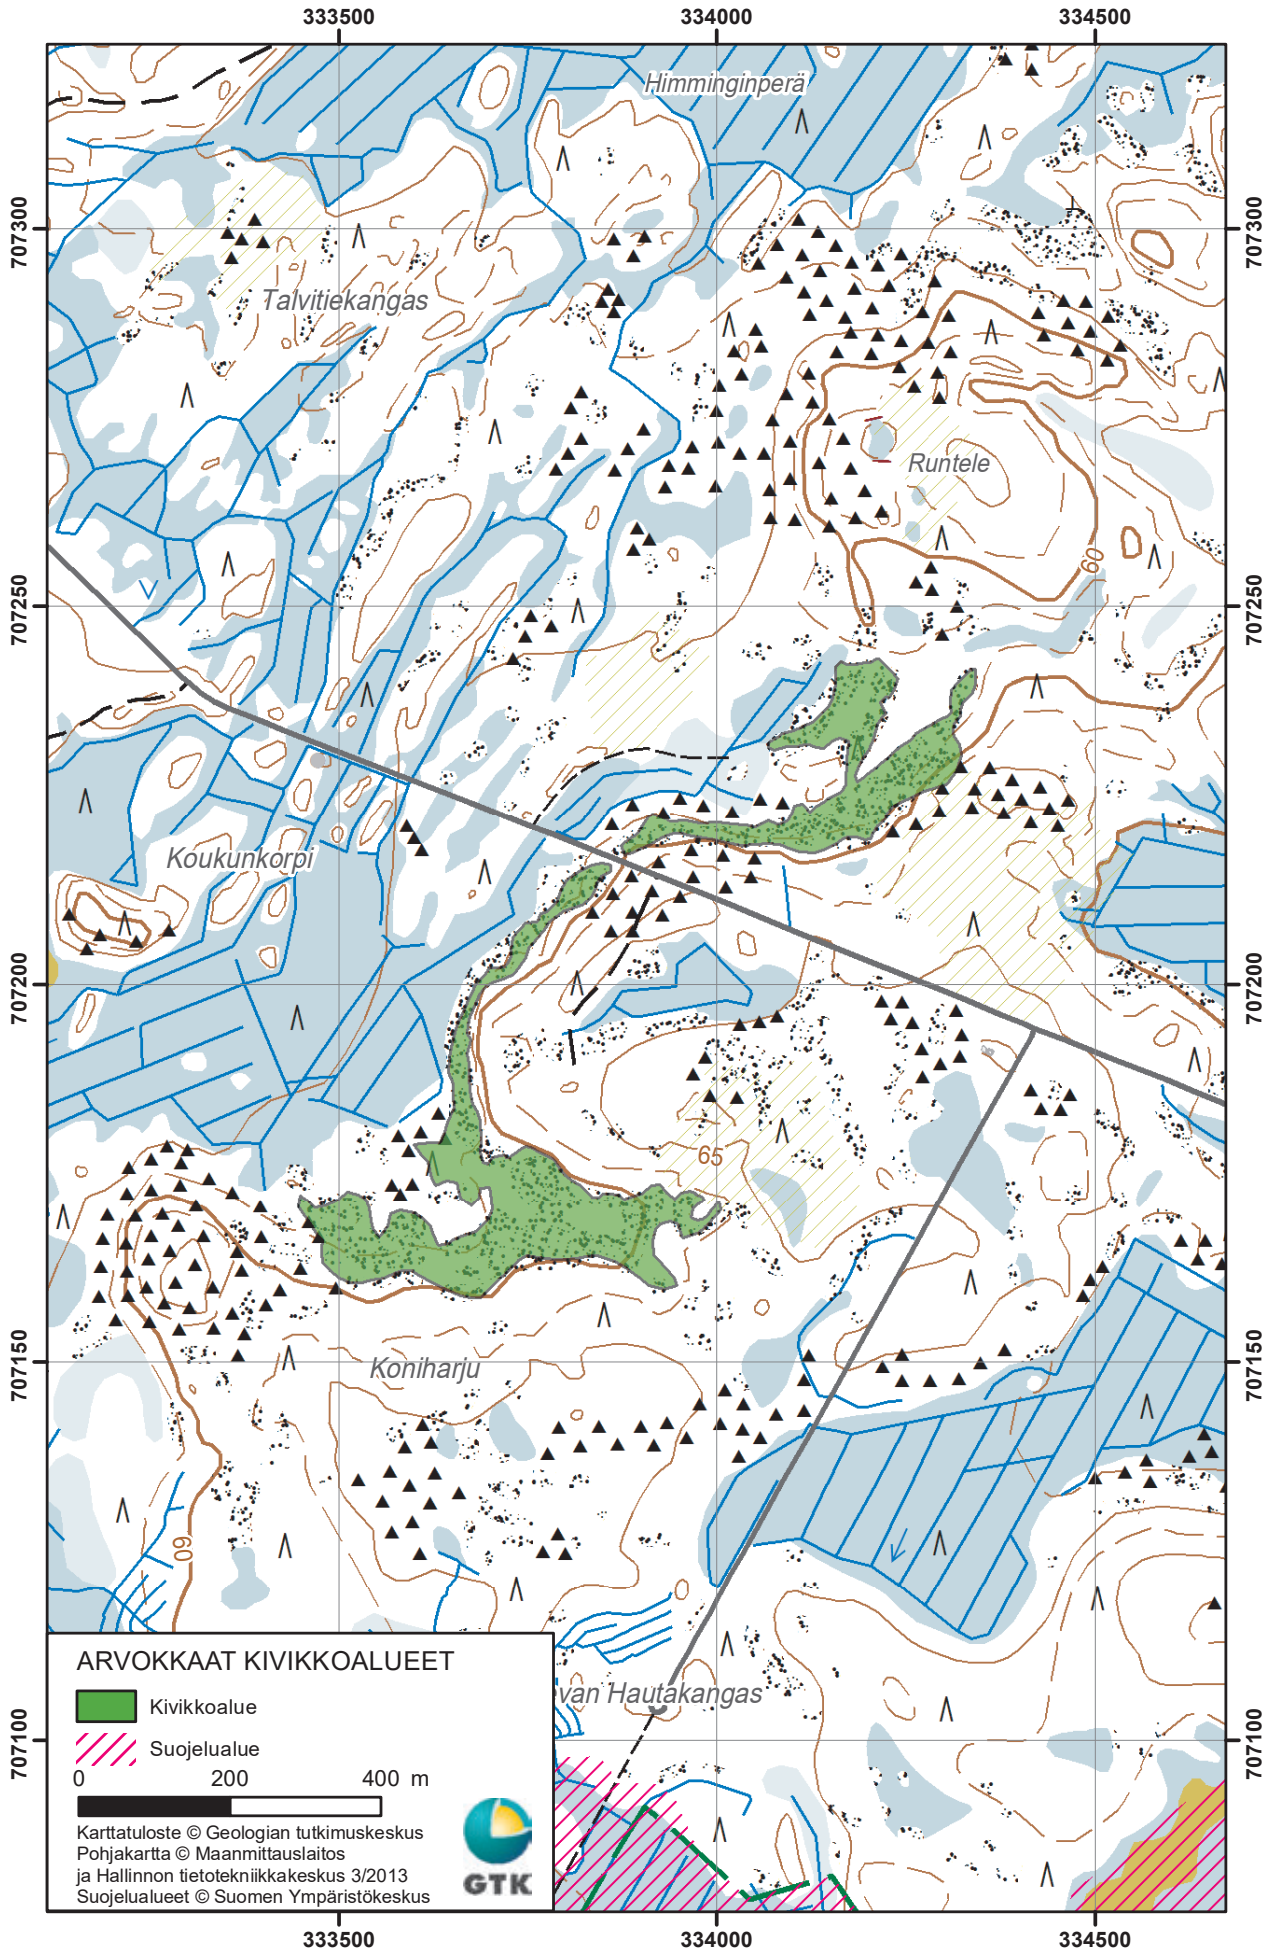 333500 334000 334500
Himminginperä
707300 707300
Talvitiekangas
Runtele
60
707250 707250
Koukunkorpi
707200 707200
65
707150 707150
Koniharju
60
van Hautakangas
707100 707100
ARVOKKAAT KIVIKKOALUEET
Kivikkoalue
Suojelualue
0 200 400 m
Karttatuloste © Geologian tutkimuskeskus
Pohjakartta © Maanmittauslaitos
ja Hallinnon tietotekniikkakeskus 3/2013
Suojelualueet © Suomen Ympäristökeskus
GTK
333500 334000 334500